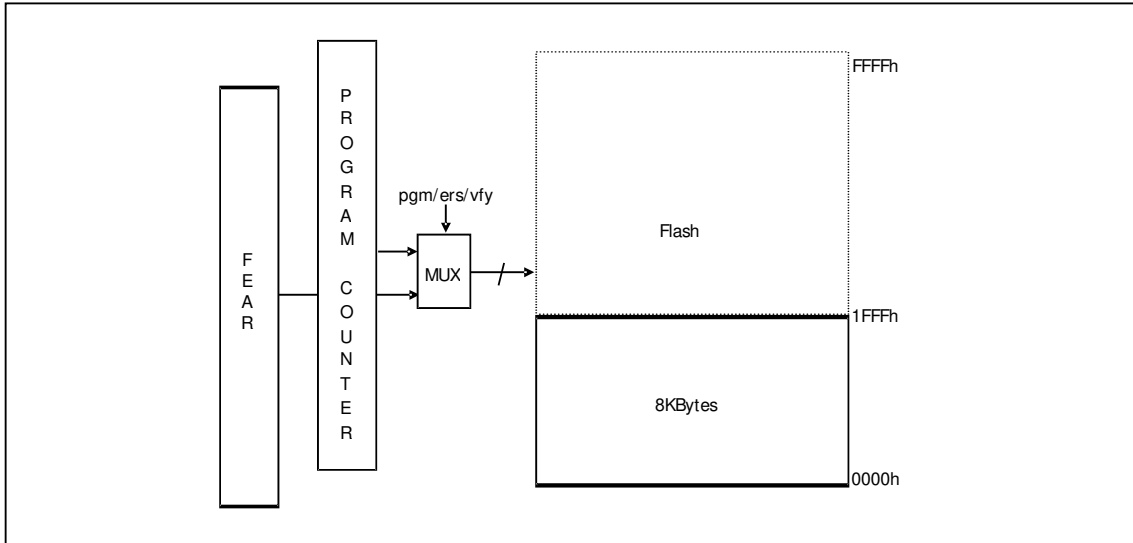 FEAR
PROGRAM COUNTER
pgm/ers/vfy
MUX
FFFFh
Flash
1FFFh
8KBytes
0000h